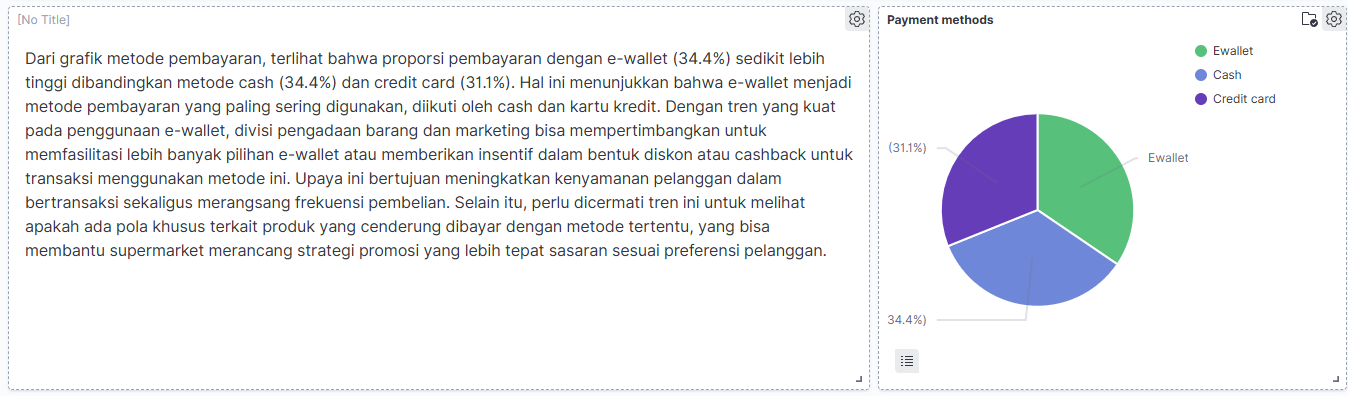 [No Title]
Dari grafik metode pembayaran, terlihat bahwa proporsi pembayaran dengan e-wallet (34.4%) sedikit lebih
tinggi dibandingkan metode cash (34.4%) dan credit card (31.1%). Hal ini menunjukkan bahwa e-wallet menjadi
metode pembayaran yang paling sering digunakan, diikuti oleh cash dan kartu kredit. Dengan tren yang kuat
pada penggunaan e-wallet, divisi pengadaan barang dan marketing bisa mempertimbangkan untuk
memfasilitasi lebih banyak pilihan e-wallet atau memberikan insentif dalam bentuk diskon atau cashback untuk
transaksi menggunakan metode ini. Upaya ini bertujuan meningkatkan kenyamanan pelanggan dalam
bertransaksi sekaligus merangsang frekuensi pembelian. Selain itu, perlu dicermati tren ini untuk melihat
apakah ada pola khusus terkait produk yang cenderung dibayar dengan metode tertentu, yang bisa
membantu supermarket merancang strategi promosi yang lebih tepat sasaran sesuai preferensi pelanggan.
Payment methods
Ewallet
Cash
Credit card
(31.1%)
Ewallet
34.4%)